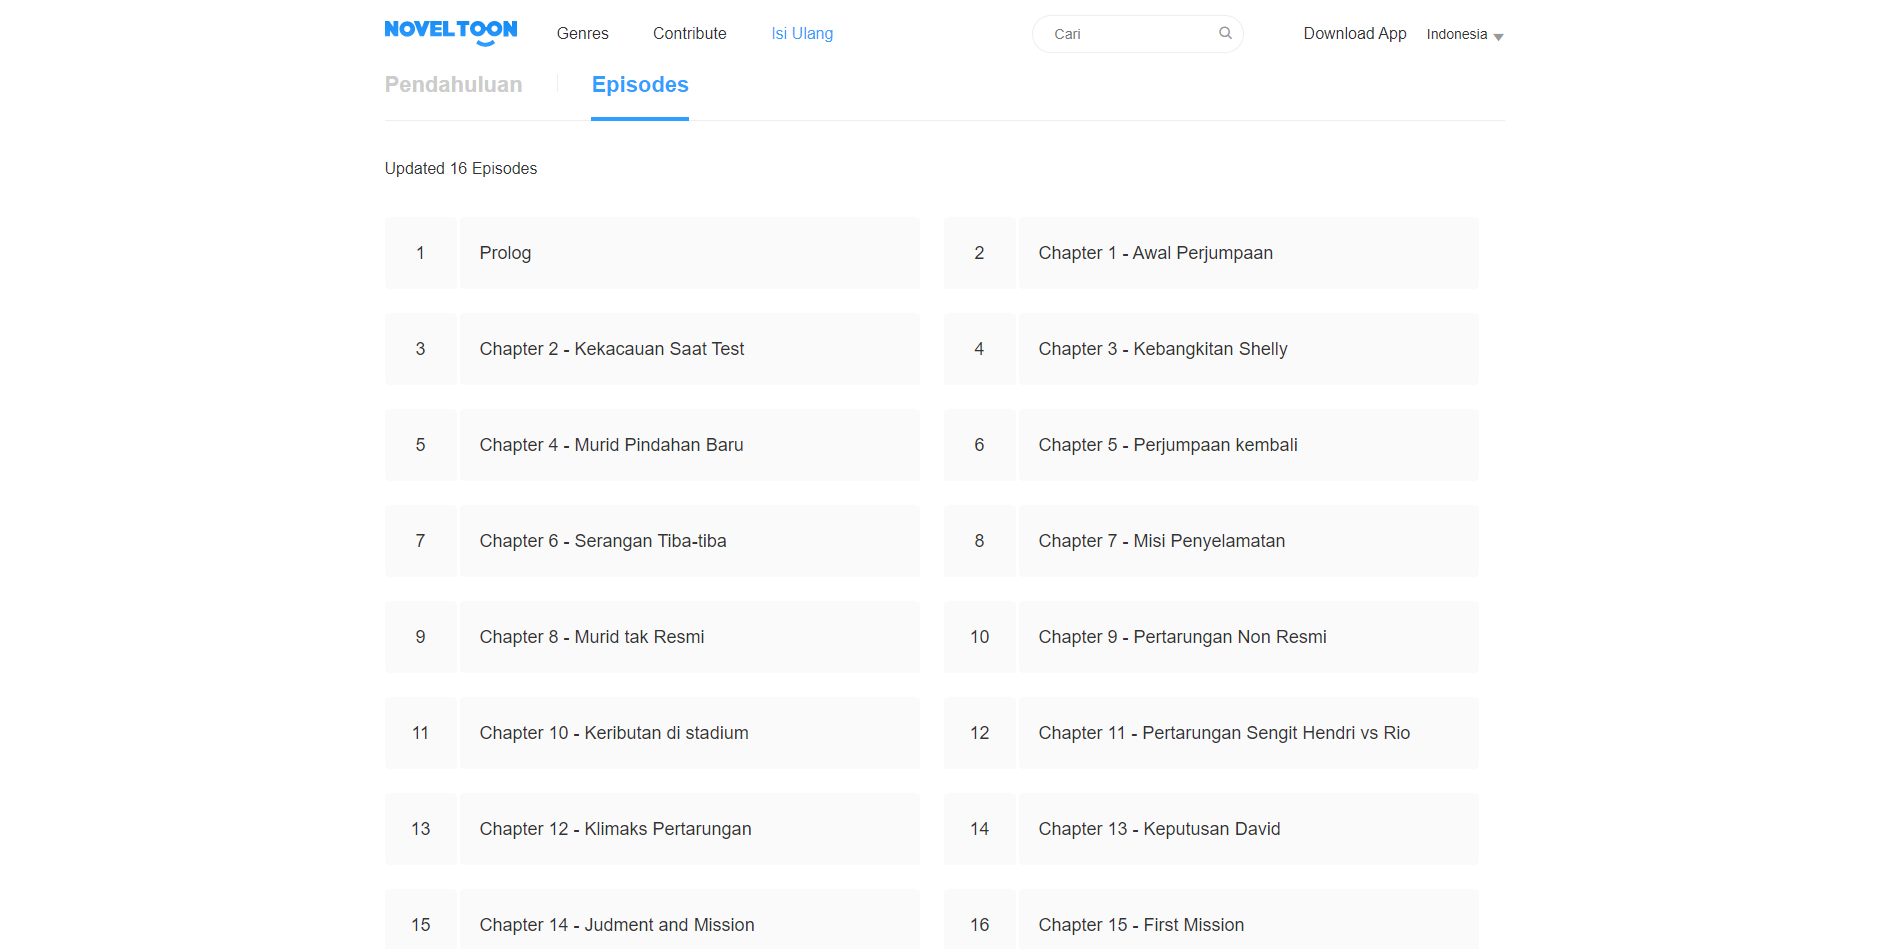 NOVELTOON Genres Contribute Isi Ulang Cari Download App Indonesia
Pendahuluan Episodes
Updated 16 Episodes
1 Prolog
2 Chapter 1 - Awal Perjumpaan
3 Chapter 2 - Kekacauan Saat Test
4 Chapter 3 - Kebangkitan Shelly
5 Chapter 4 - Murid Pindahan Baru
6 Chapter 5 - Perjumpaan kembali
7 Chapter 6 - Serangan Tiba-tiba
8 Chapter 7 - Misi Penyelamatan
9 Chapter 8 - Murid tak Resmi
10 Chapter 9 - Pertarungan Non Resmi
11 Chapter 10 - Keributan di stadium
12 Chapter 11 - Pertarungan Sengit Hendri vs Rio
13 Chapter 12 - Klimaks Pertarungan
14 Chapter 13 - Keputusan David
15 Chapter 14 - Judment and Mission
16 Chapter 15 - First Mission